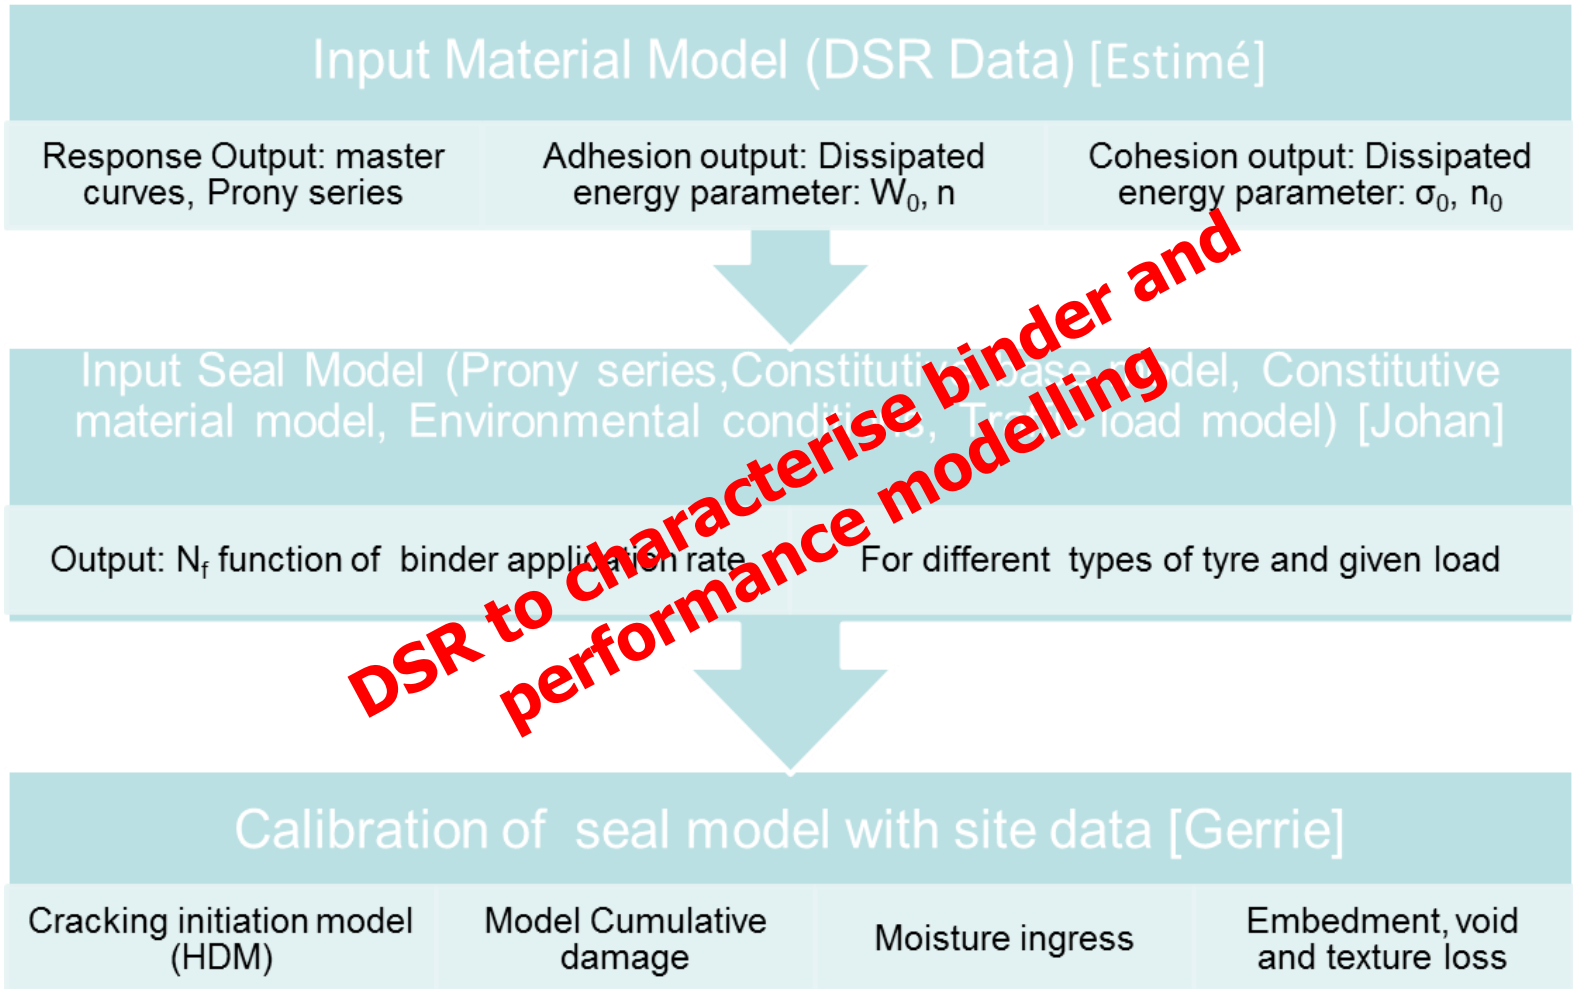 Input Material Model (DSR Data) [Estimé]
Response Output: master
curves, Prony series
Adhesion output: Dissipated
energy parameter: W₀, n
Cohesion output: Dissipated
energy parameter: σ₀, n₀
Input Seal Model (Prony series,Constitutive base model, Constitutive
material model, Environmental conditions, Traffic load model) [Johan]
Output: Nf function of binder application rate
For different types of tyre and given load
DSR to characterise binder and
performance modelling
Calibration of seal model with site data [Gerrie]
Cracking initiation model
(HDM)
Model Cumulative
damage
Moisture ingress
Embedment, void
and texture loss